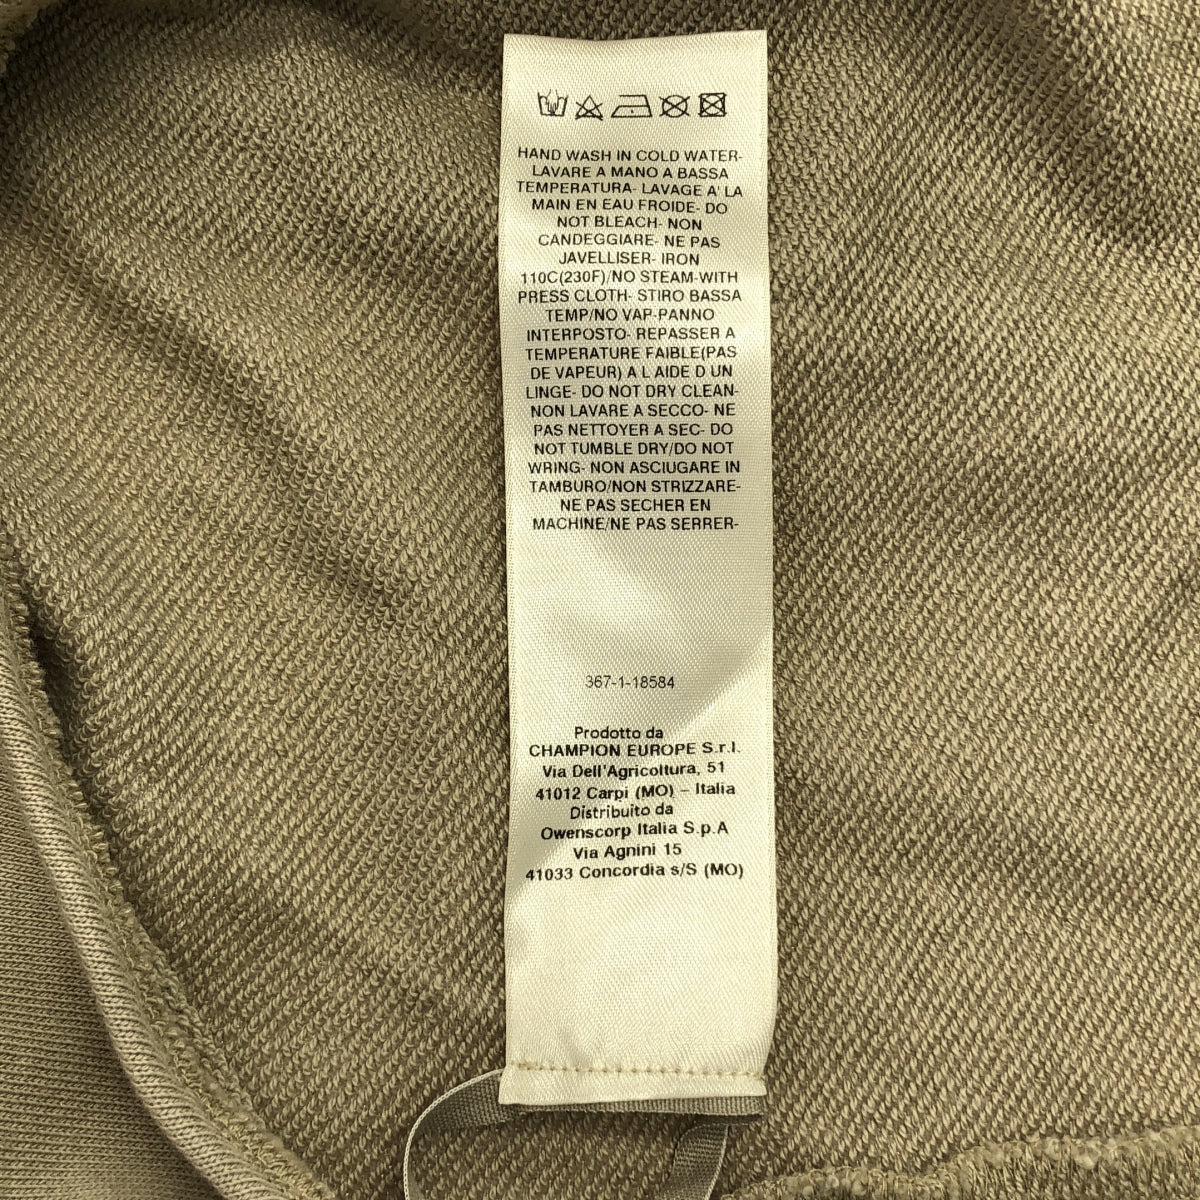 HAND WASH IN COLD WATER-
LAVARE A MANO A BASSA
TEMPERATURA- LAVAGE A' LA
MAIN EN EAU FROIDE- DO
NOT BLEACH- NON
CANDEGGIARE- NE PAS
JAVELLISER- IRON
110C(230F)/NO STEAM-WITH
PRESS CLOTH- STIRO BASSA
TEMP/NO VAP-PANNO
INTERPOSTO- REPASSER A
TEMPERATURE FAIBLE(PAS
DE VAPEUR) A L AIDE D UN
LINGE- DO NOT DRY CLEAN-
NON LAVARE A SECCO- NE
PAS NETTOYER A SEC- DO
NOT TUMBLE DRY/DO NOT
WRING- NON ASCIUGARE IN
TAMBURO/NON STRIZZARE-
NE PAS SECHER EN
MACHINE/NE PAS SERRER-
367-1-18584
Prodotto da
CHAMPION EUROPE S.r.l.
Via Dell'Agricoltura, 51
41012 Carpi (MO) – Italia
Distribuito da
Owenscorp Italia S.p.A
Via Agnini 15
41033 Concordia s/S (MO)